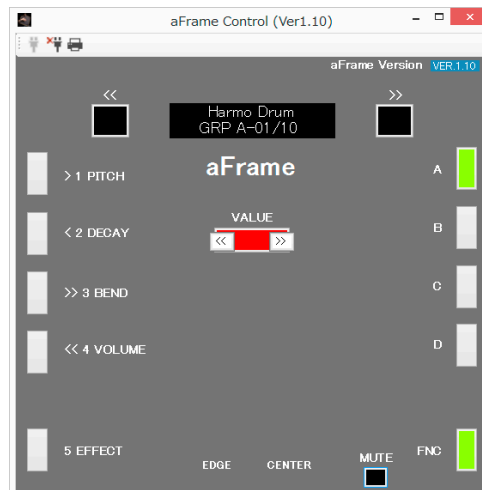 aFrame Control (Ver1.10)
aFrame Version VER.1.10
<< >>
Harmo Drum
GRP A-01/10
aFrame
> 1 PITCH
A
VALUE
<< >>
< 2 DECAY
B
>> 3 BEND
C
<< 4 VOLUME
D
5 EFFECT
EDGE CENTER MUTE FNC